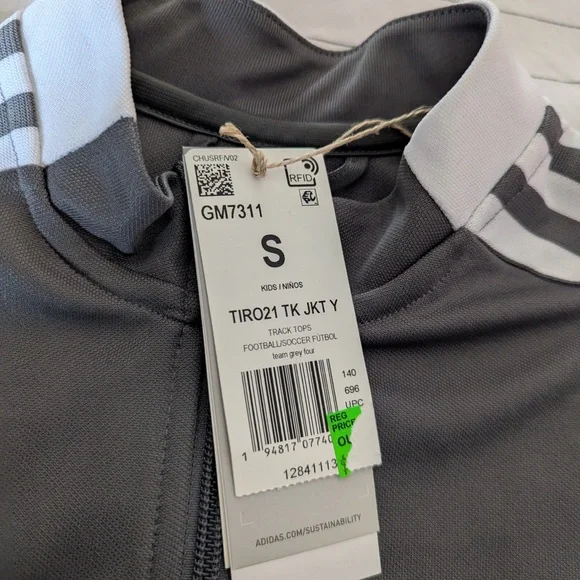 CHUSRFIV02
RFID
GM7311
S
KIDS / NIÑOS
TIRO21 TK JKT Y
TRACK TOPS
FOOTBALL/SOCCER FÚTBOL
team grey four
140
696
UPC
REG
PRICE
1 94817 07740
12841113
ADIDAS.COM/SUSTAINABILITY